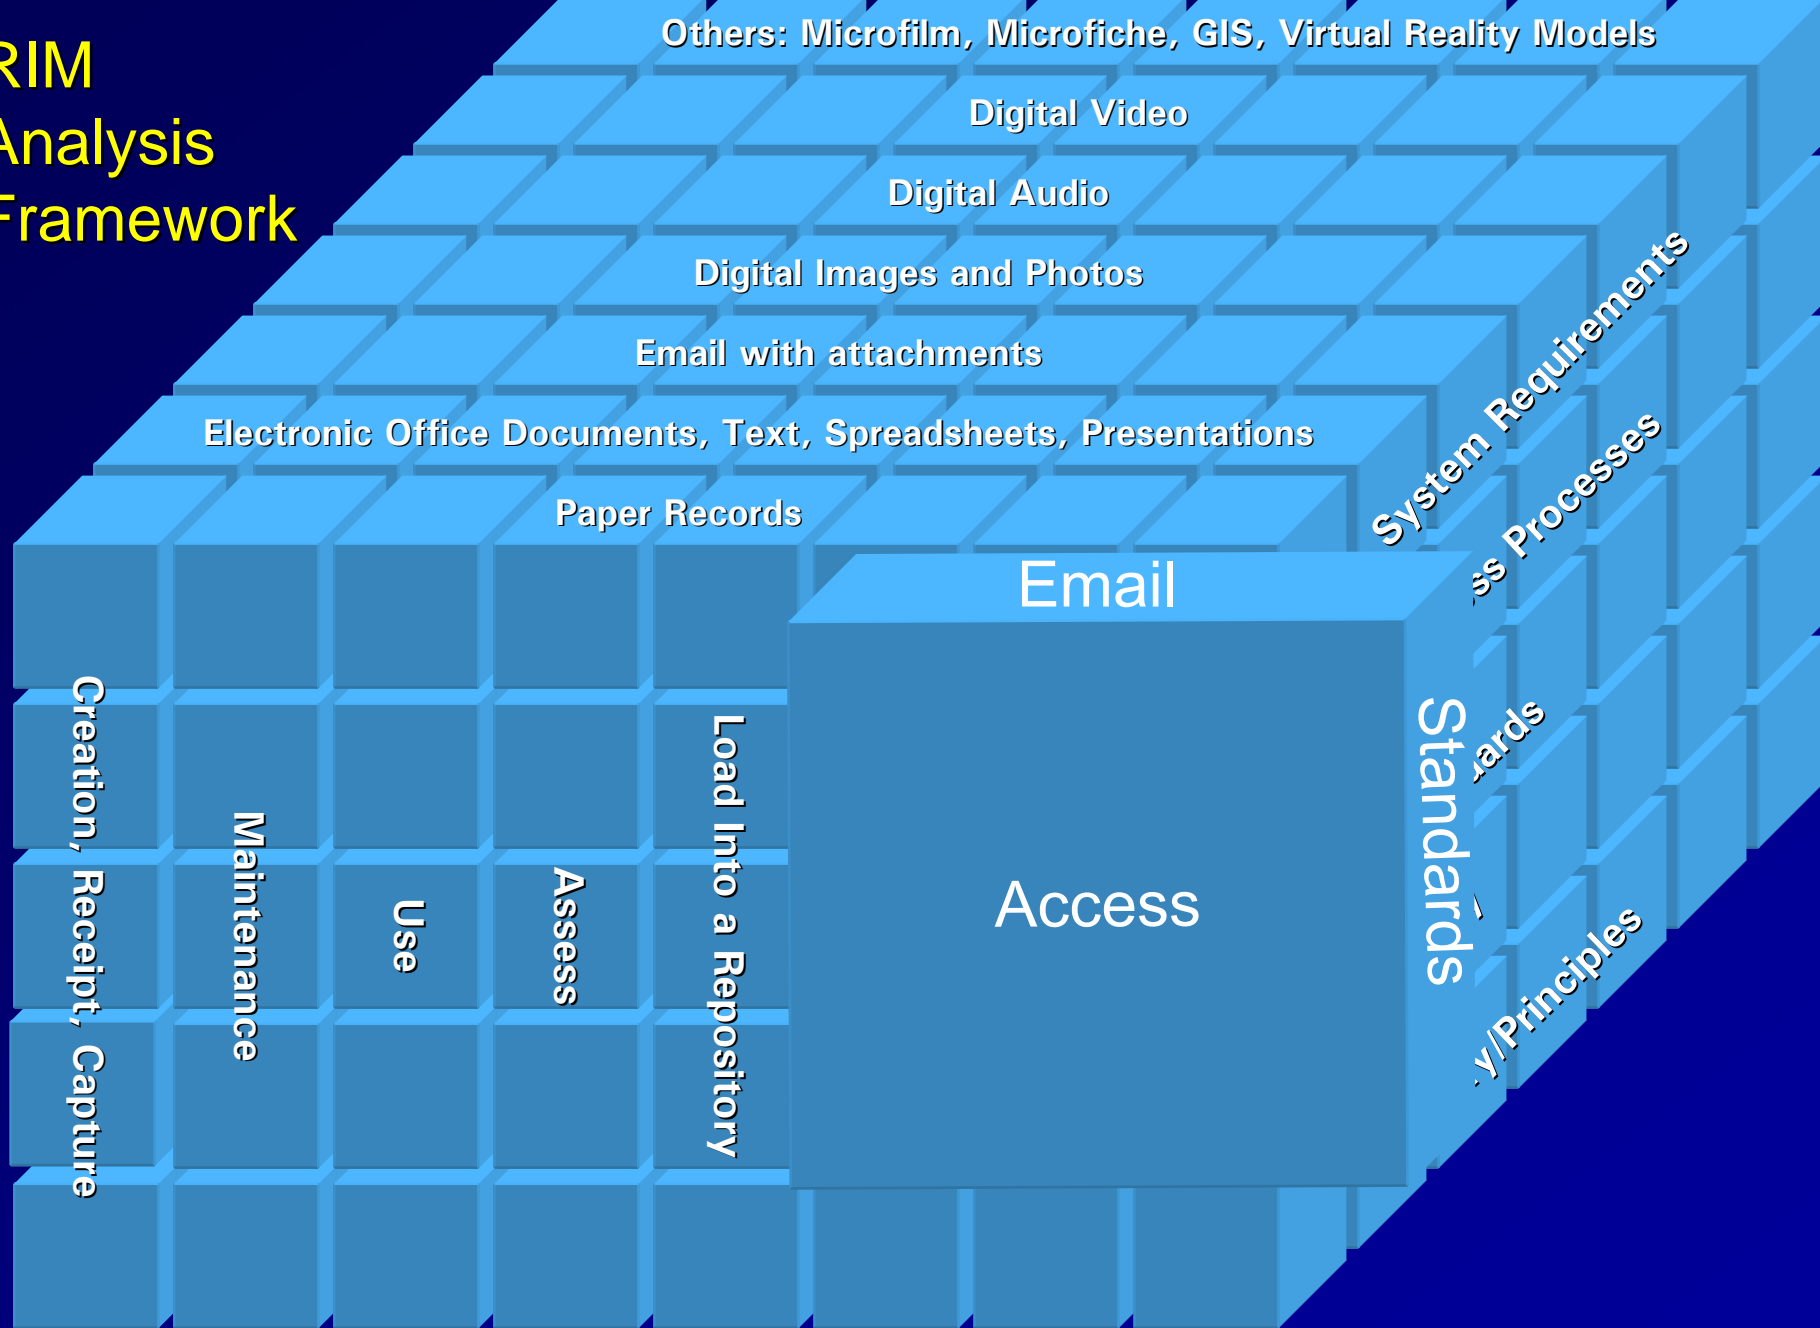 RIM
Analysis
Framework
Others: Microfilm, Microfiche, GIS, Virtual Reality Models
Digital Video
Digital Audio
Digital Images and Photos
Email with attachments
Electronic Office Documents, Text, Spreadsheets, Presentations
Paper Records
System Requirements
Processes
/Principles
Creation, Receipt, Capture
Maintenance
Use
Assess
Load Into a Repository
Email
Access
Standards